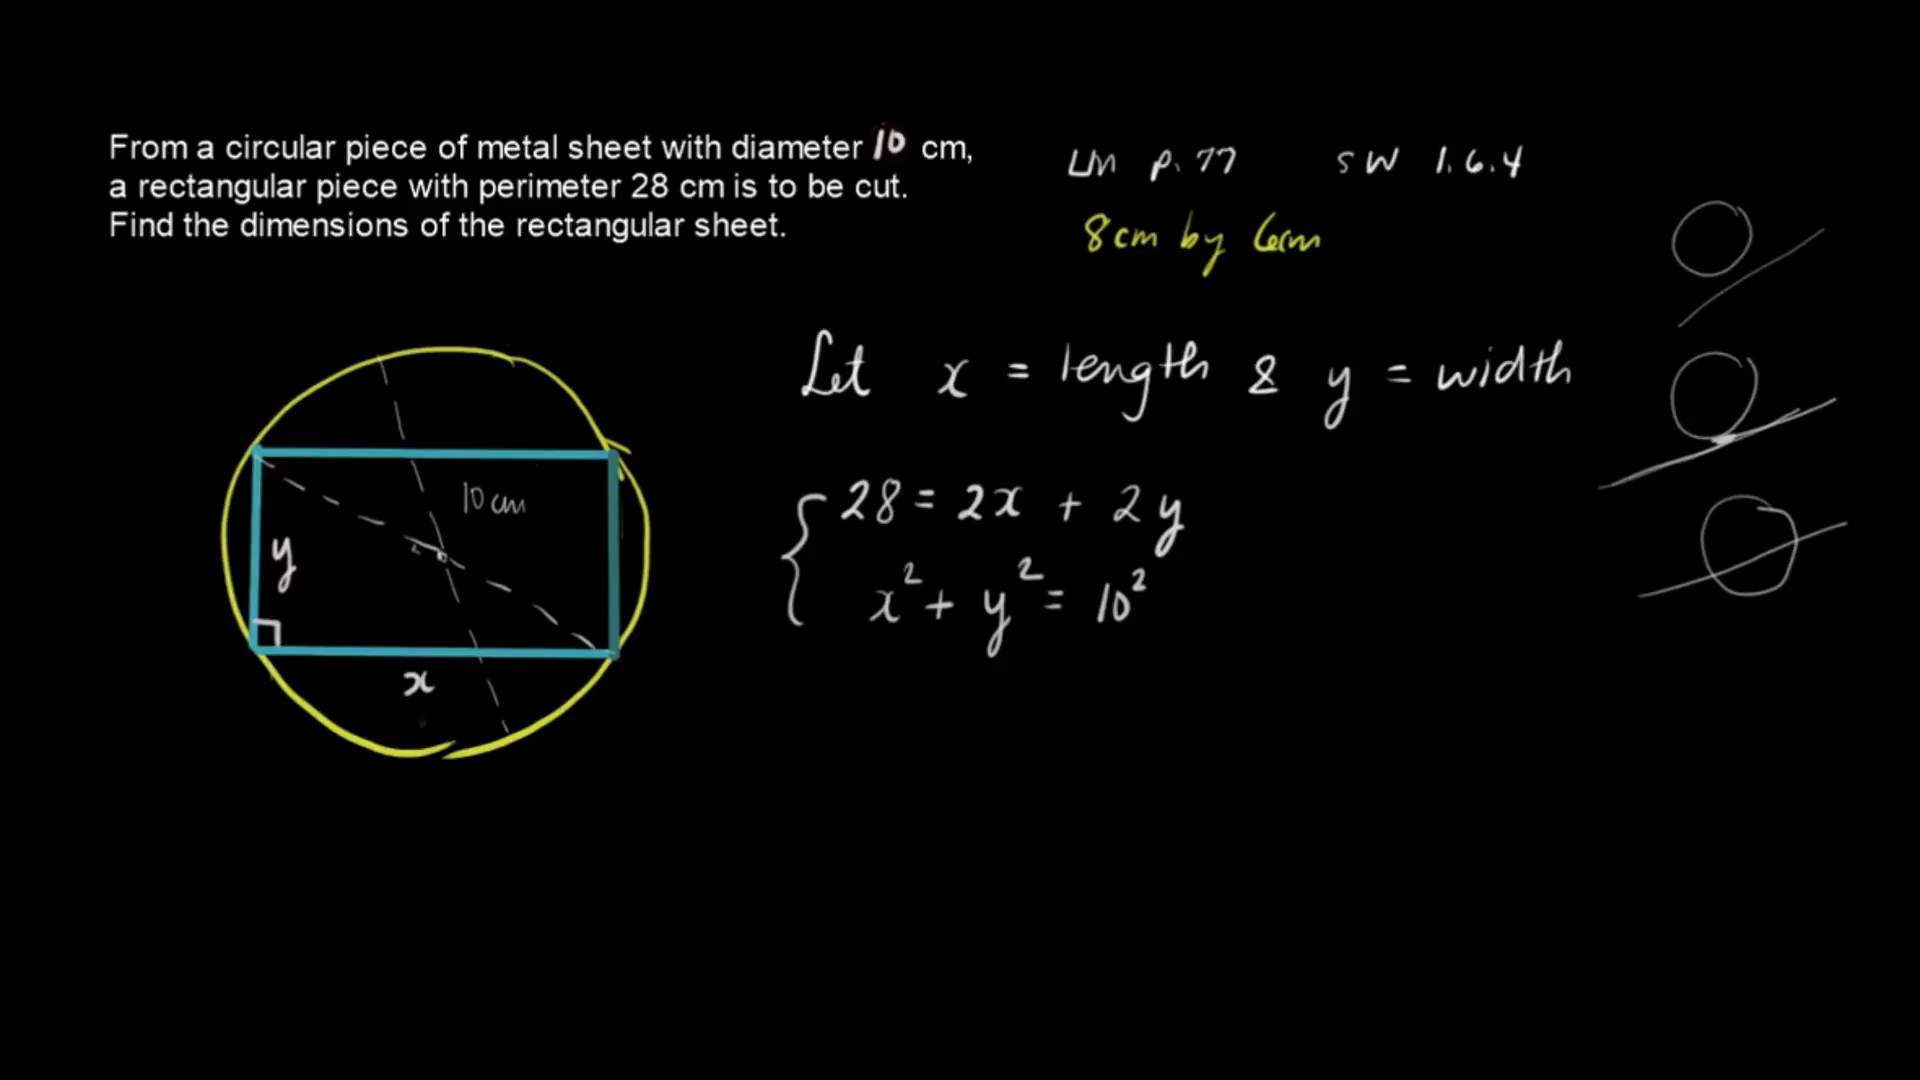 From a circular piece of metal sheet with diameter 10 cm,
a rectangular piece with perimeter 28 cm is to be cut.
Find the dimensions of the rectangular sheet.
LM p. 77 SW 1.6.4
8cm by 6cm
Let x = length & y = width
28 = 2x + 2y
x² + y² = 10²
10 cm
y
x